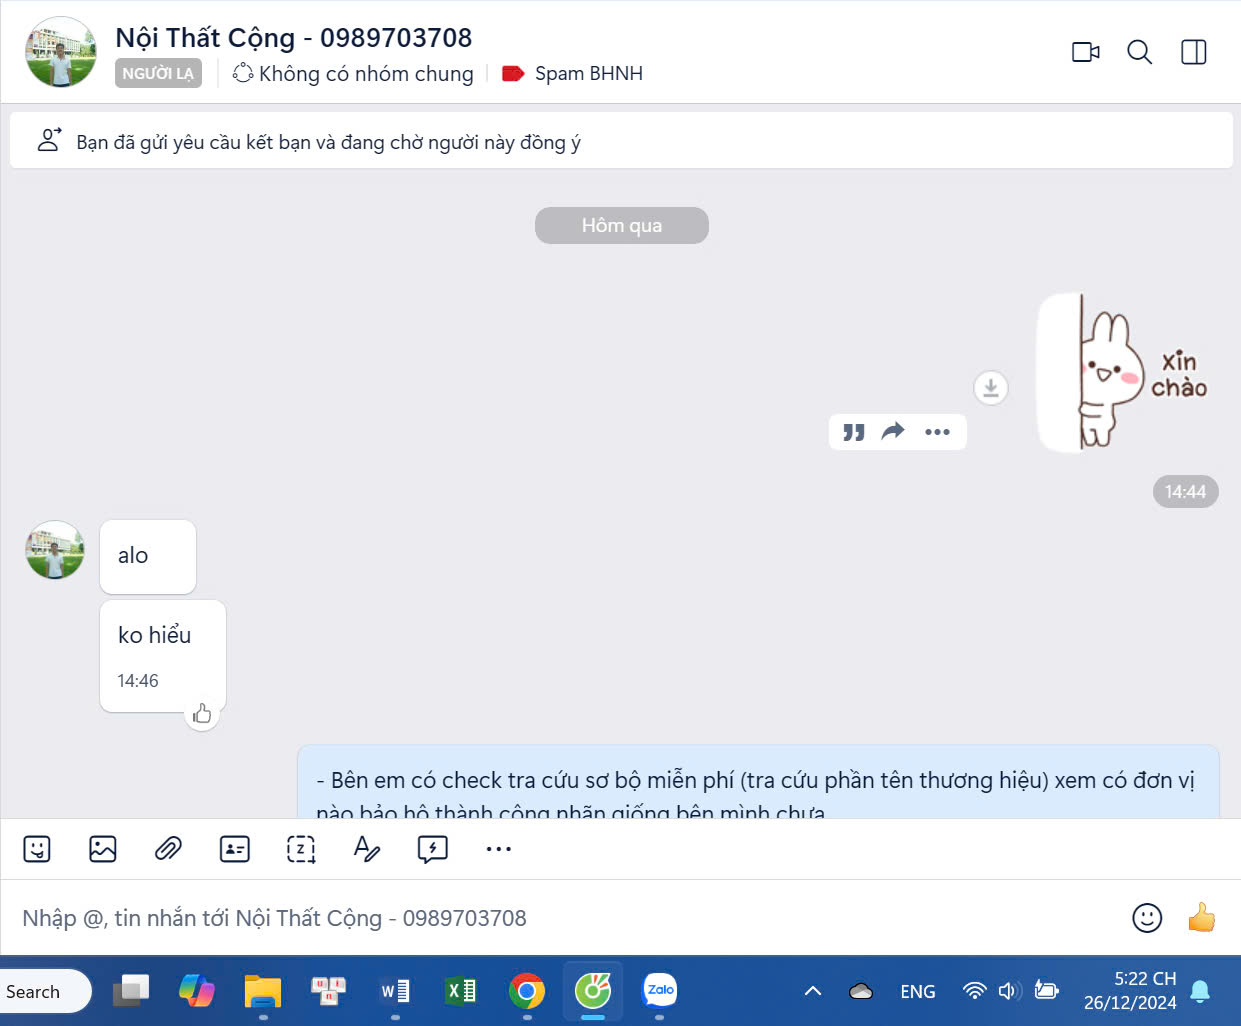 Nội Thất Cộng - 0989703708
NGƯỜI LẠ
Không có nhóm chung
Spam BHNH
Bạn đã gửi yêu cầu kết bạn và đang chờ người này đồng ý
Hôm qua
xin
chào
14:44
alo
ko hiểu
14:46
- Bên em có check tra cứu sơ bộ miễn phí (tra cứu phần tên thương hiệu) xem có đơn vị
nào bảo hộ thành công nhãn giống bên mình chưa
Nhập @, tin nhắn tới Nội Thất Cộng - 0989703708
Search
Zalo
ENG
5:22 CH
26/12/2024